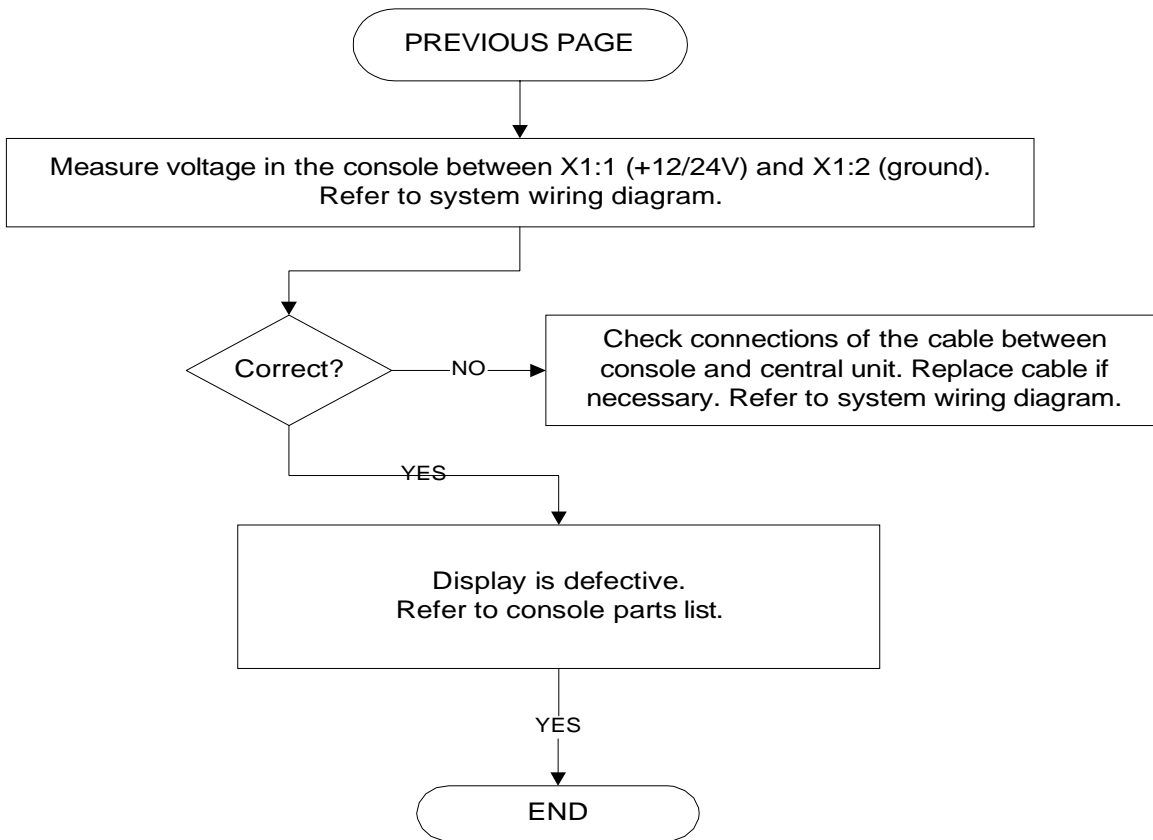 PREVIOUS PAGE
Measure voltage in the console between X1:1 (+12/24V) and X1:2 (ground).
Refer to system wiring diagram.
Correct?
NO
Check connections of the cable between
console and central unit. Replace cable if
necessary. Refer to system wiring diagram.
YES
Display is defective.
Refer to console parts list.
YES
END